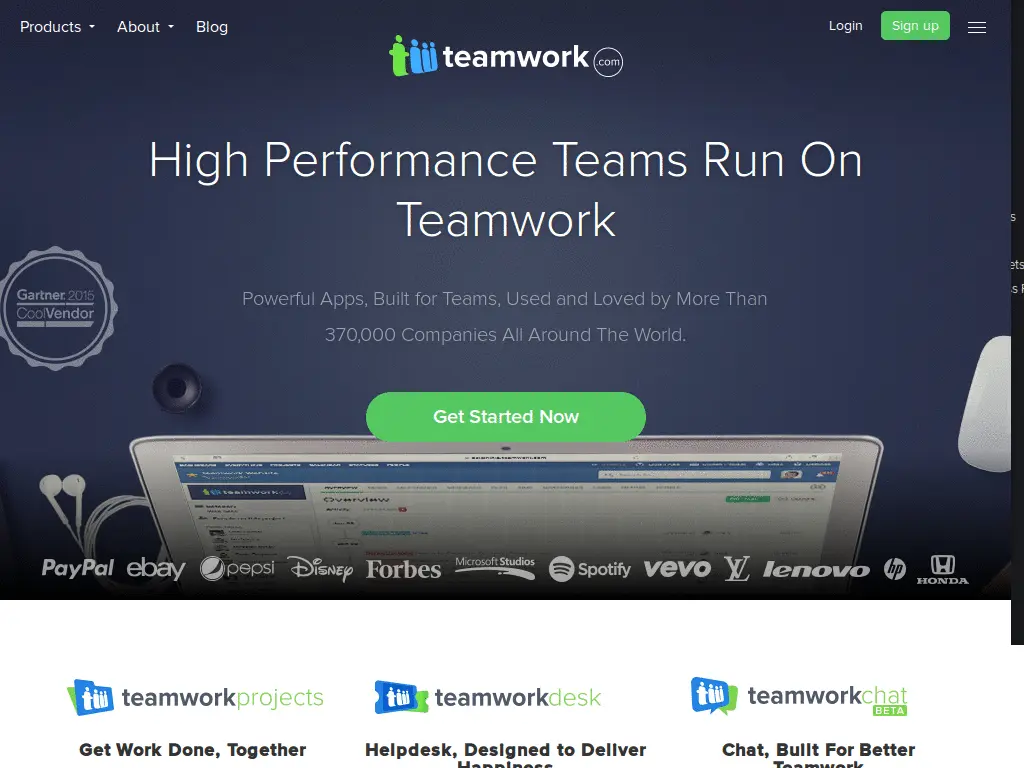 Products About Blog Login Sign up
teamwork.com
High Performance Teams Run On
Teamwork
Gartner 2015
CoolVendor
Powerful Apps, Built for Teams, Used and Loved by More Than
370,000 Companies All Around The World.
Get Started Now
teamwork
Overview
PayPal ebay pepsi Disney Forbes Microsoft Studios Spotify vevo LV lenovo hp HONDA
teamworkprojects teamworkdesk teamworkchat
BETA
Get Work Done, Together Helpdesk, Designed to Deliver Chat, Built For Better
Happiness Teamwork